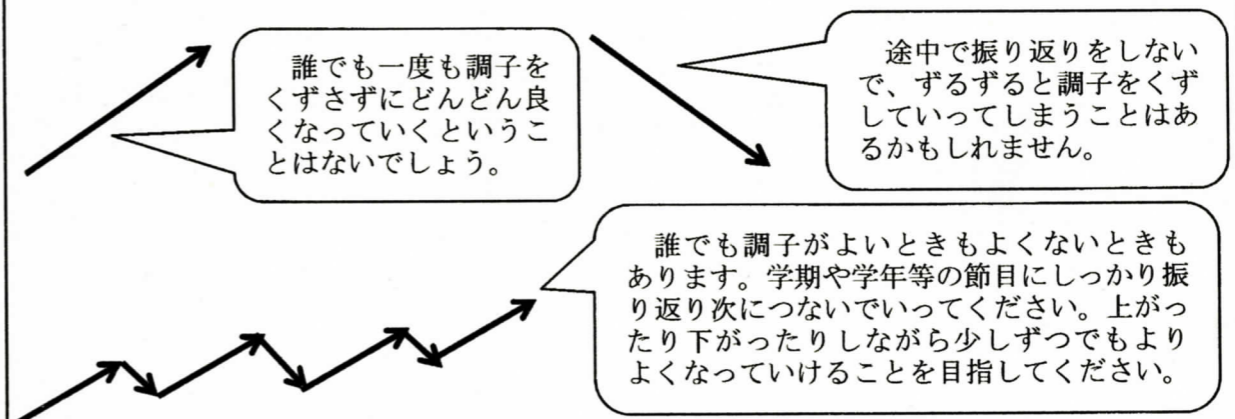 誰でも一度も調子を
くずさずにどんどん良
くなっていくというこ
とはないでしょう。
途中で振り返りをしない
で、ずるずると調子をくず
していってしまうことはあ
るかもしれません。
誰でも調子がよいときもよくないときも
あります。学期や学年等の節目にしっかり振
り返り次につないでいってください。上がっ
たり下がったりしながら少しずつでもより
よくなっていけることを目指してください。